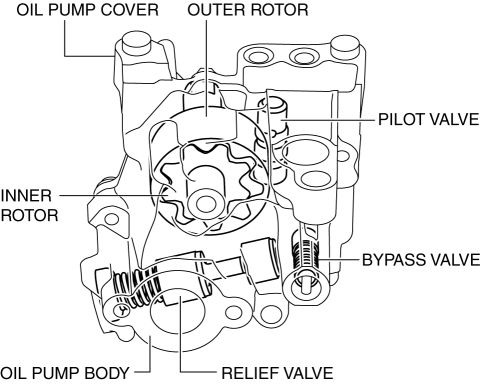 OIL PUMP COVER
OUTER ROTOR
PILOT VALVE
INNER
ROTOR
BYPASS VALVE
OIL PUMP BODY
RELIEF VALVE